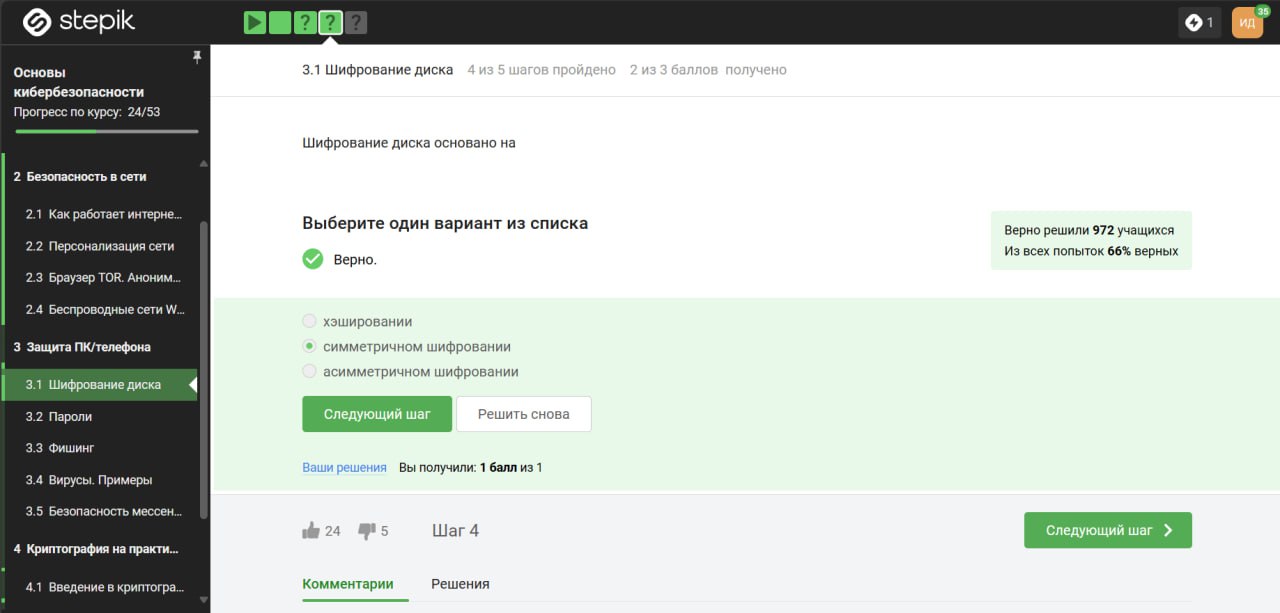 stepik
? ? ?
1
ИД
35
Основы
кибербезопасности
Прогресс по курсу: 24/53
2 Безопасность в сети
2.1 Как работает интерне...
2.2 Персонализация сети
2.3 Браузер TOR. Аноним...
2.4 Беспроводные сети W...
3 Защита ПК/телефона
3.1 Шифрование диска
3.2 Пароли
3.3 Фишинг
3.4 Вирусы. Примеры
3.5 Безопасность мессен...
4 Криптография на практи...
4.1 Введение в криптогра...
3.1 Шифрование диска 4 из 5 шагов пройдено 2 из 3 баллов получено
Шифрование диска основано на
Выберите один вариант из списка
Верно.
Верно решили 972 учащихся
Из всех попыток 66% верных
хэшировании
симметричном шифровании
асимметричном шифровании
Следующий шаг Решить снова
Ваши решения Вы получили: 1 балл из 1
24 5 Шаг 4
Следующий шаг
Комментарии Решения